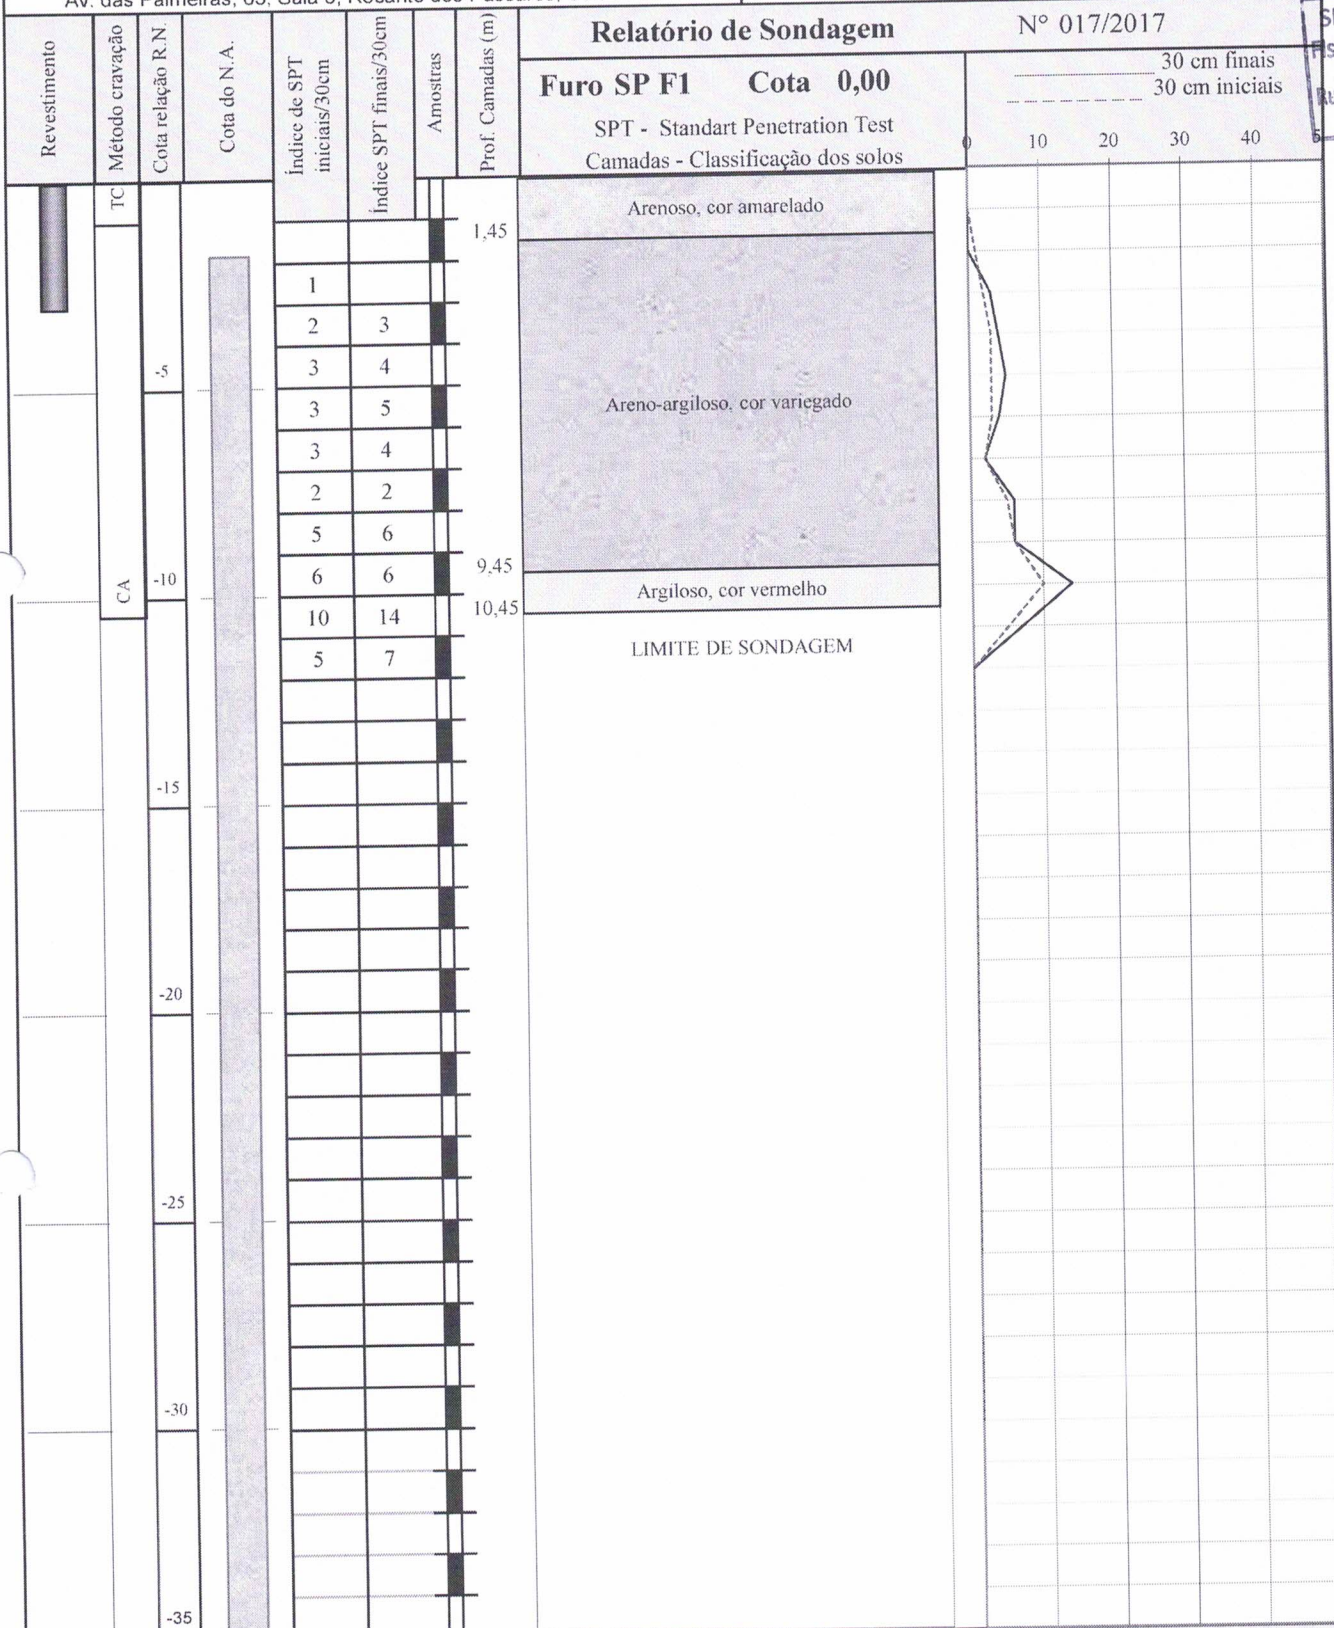 Relatório de Sondagem
N° 017/2017
Furo SP F1 Cota 0,00
SPT - Standart Penetration Test
Camadas - Classificação dos solos
30 cm finais
30 cm iniciais
0 10 20 30 40
Revestimento
Método cravação
Cota relação R.N.
Cota do N.A.
Índice de SPT
iniciais/30cm
Índice SPT finais/30cm
Amostras
Prof. Camadas (m)
TC
Arenoso, cor amarelado
1,45
1
2 3
-5
3 4
3 5
Areno-argiloso, cor variegado
3 4
2 2
5 6
9,45
CA
-10
6 6
Argiloso, cor vermelho
10,45
10 14
LIMITE DE SONDAGEM
5 7
-15
-20
-25
-30
-35